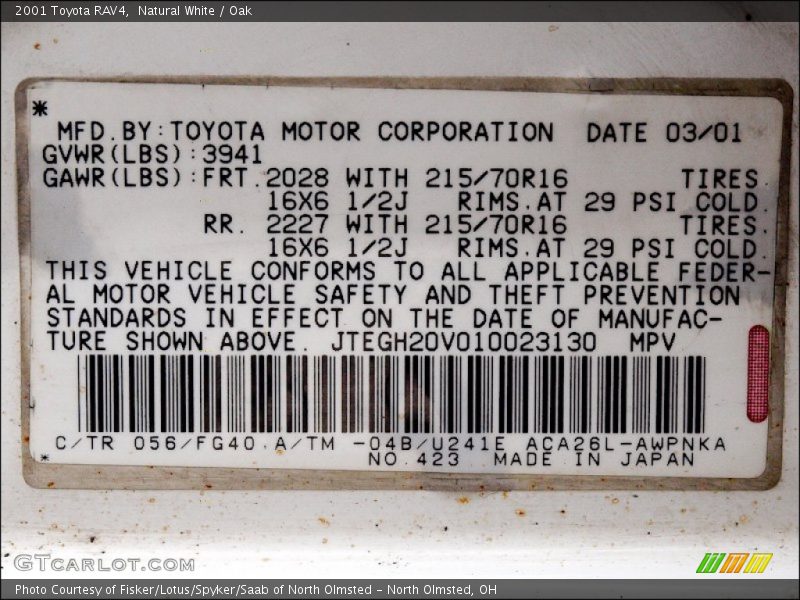 2001 Toyota RAV4,  Natural White / Oak
*
MFD.BY:TOYOTA MOTOR CORPORATION  DATE 03/01
GVWR(LBS):3941
GAWR(LBS):FRT.2028 WITH 215/70R16 TIRES.
16X6 1/2J RIMS.AT 29 PSI COLD.
RR. 2227 WITH 215/70R16 TIRES.
16X6 1/2J RIMS.AT 29 PSI COLD.
THIS VEHICLE CONFORMS TO ALL APPLICABLE FEDER-
AL MOTOR VEHICLE SAFETY AND THEFT PREVENTION
STANDARDS IN EFFECT ON THE DATE OF MANUFAC-
TURE SHOWN ABOVE. JTEGH20V010023130 MPV
C/TR 056/FG40.A/TM -04B/U241E ACA26L-AWPNKA
* NO.423 MADE IN JAPAN
GTCARLOT.COM
Photo Courtesy of Fisker/Lotus/Spyker/Saab of North Olmsted - North Olmsted, OH